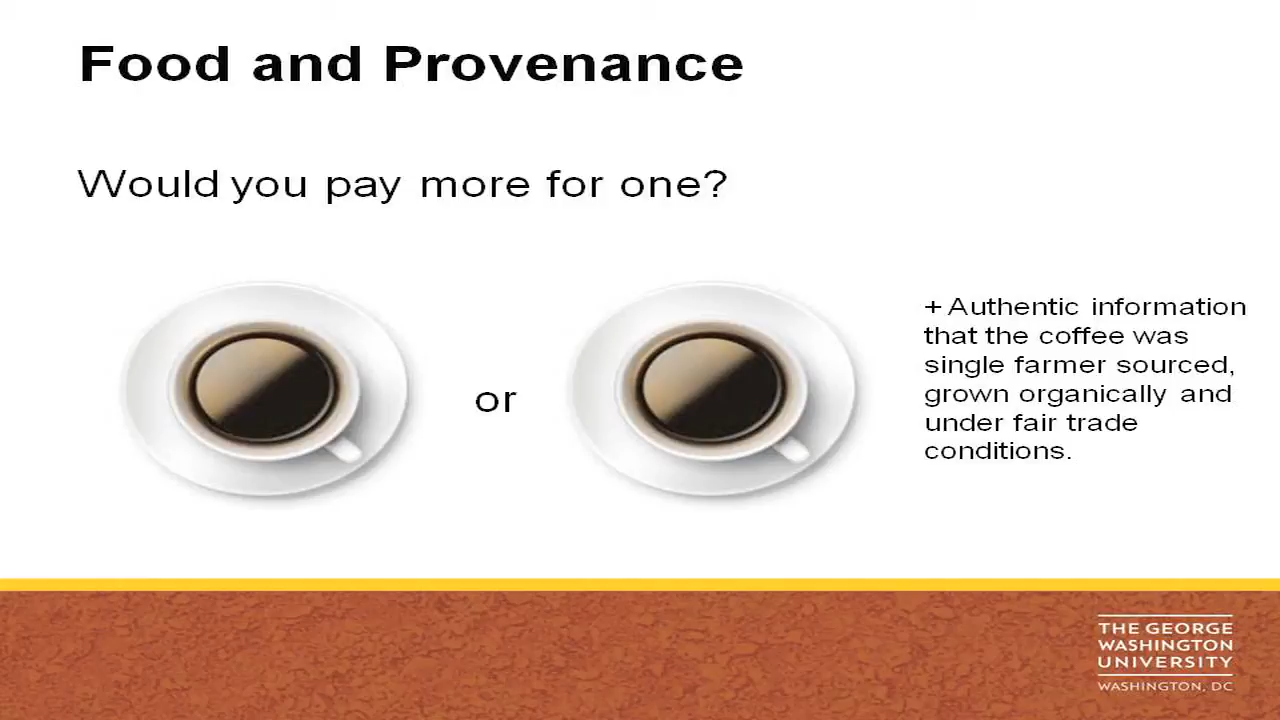 Food and Provenance
Would you pay more for one?
or
+ Authentic information
that the coffee was
single farmer sourced,
grown organically and
under fair trade
conditions.
THE GEORGE
WASHINGTON
UNIVERSITY
WASHINGTON, DC